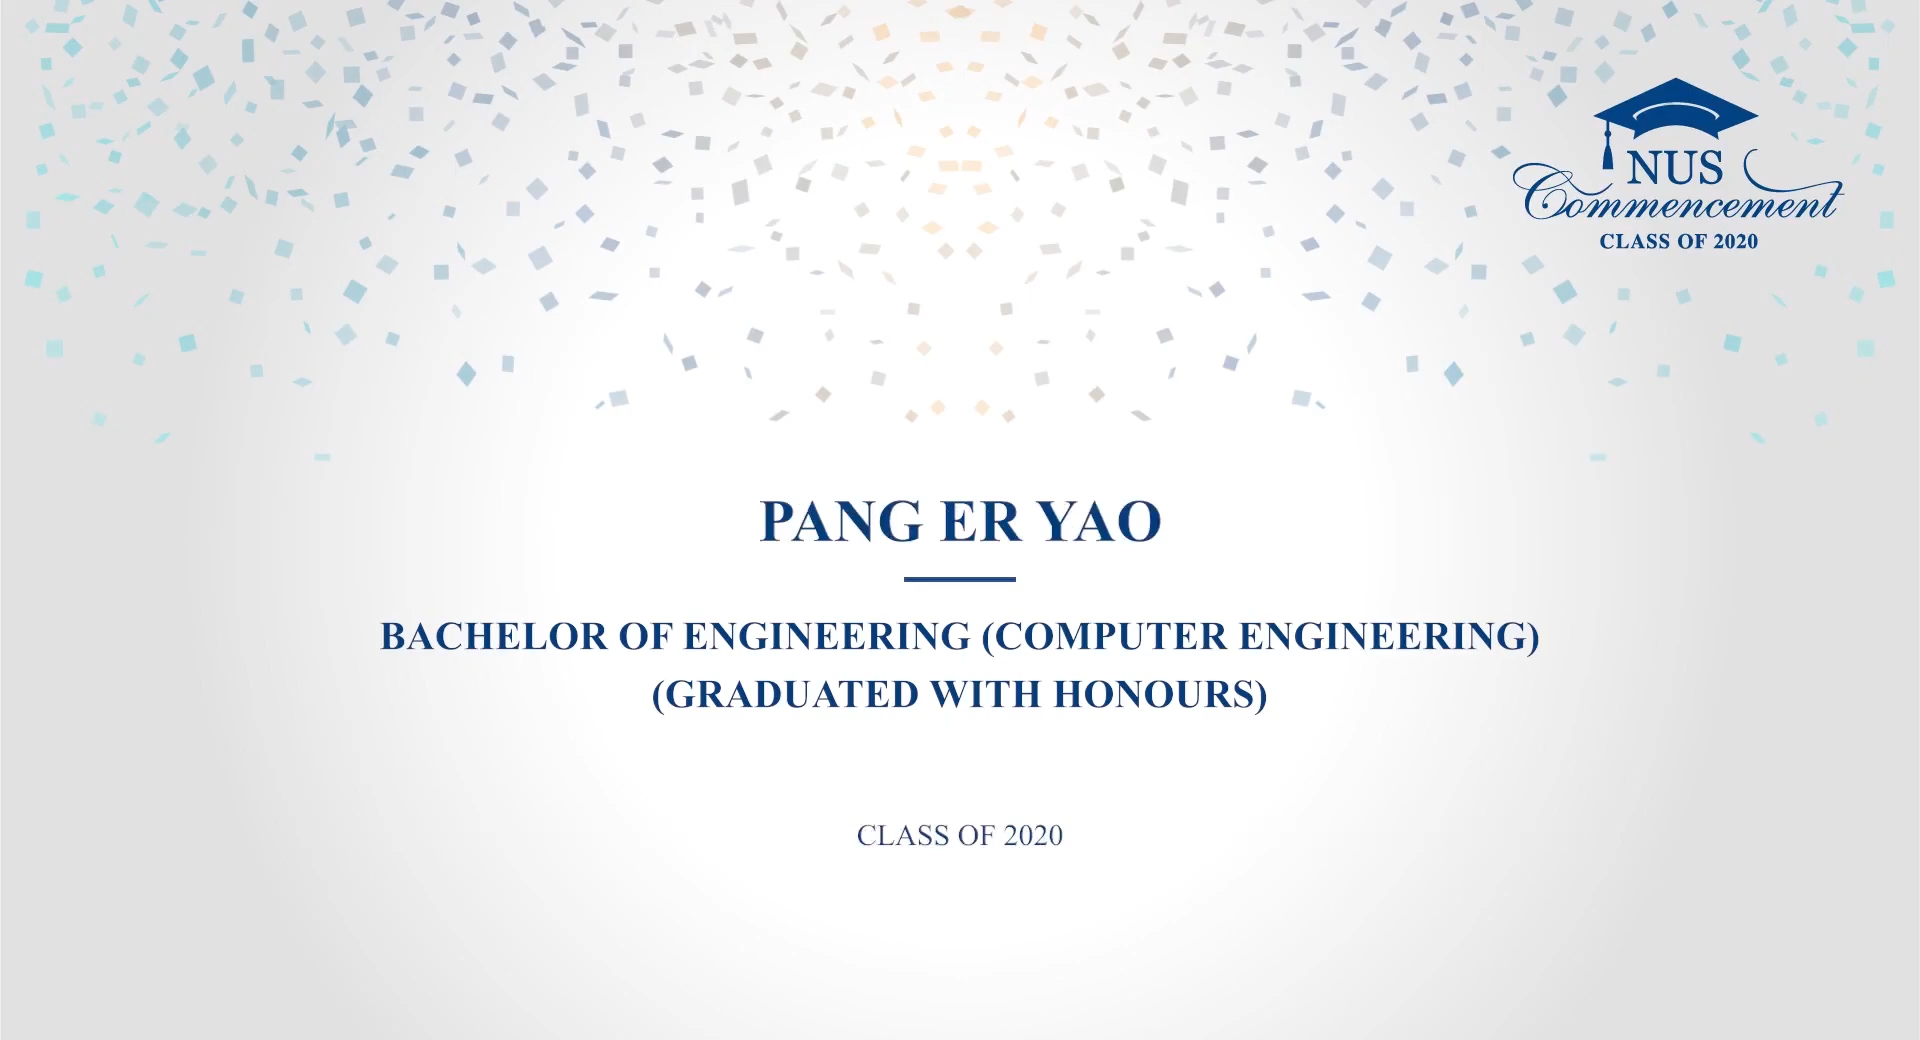 NUS
Commencement
CLASS OF 2020
PANG ER YAO
BACHELOR OF ENGINEERING (COMPUTER ENGINEERING)
(GRADUATED WITH HONOURS)
CLASS OF 2020